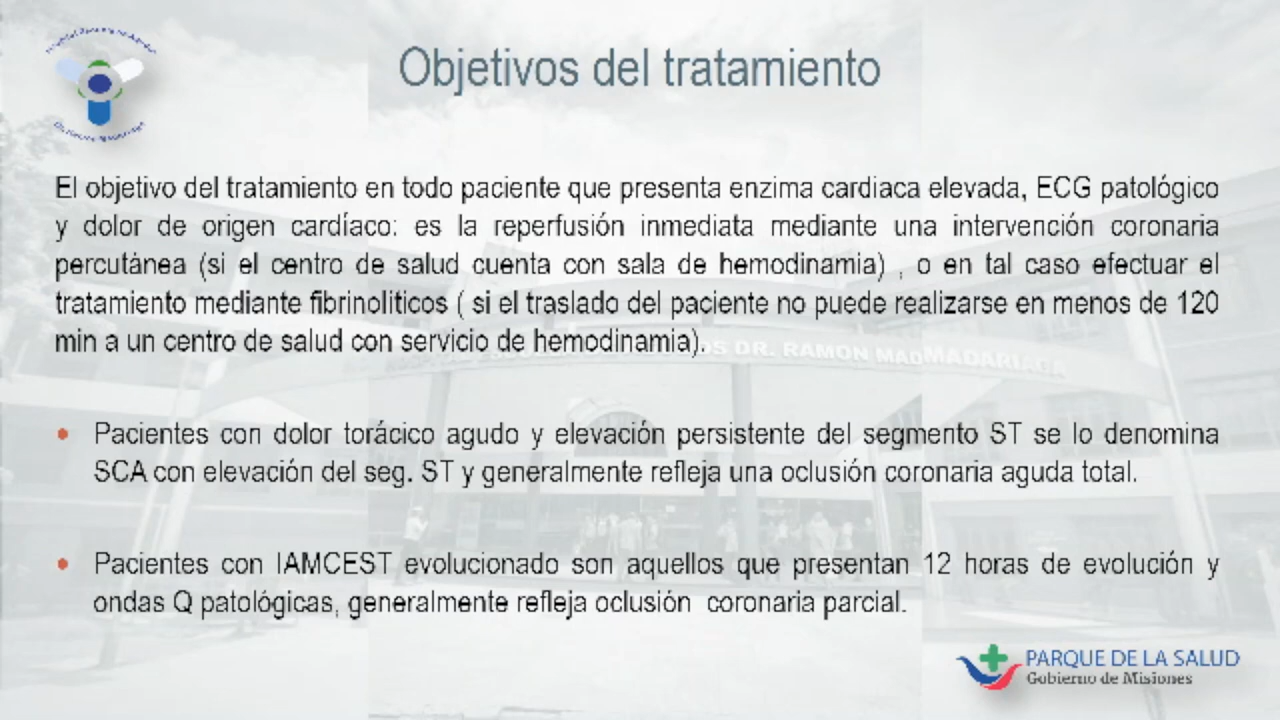 Objetivos del tratamiento
El objetivo del tratamiento en todo paciente que presenta enzima cardiaca elevada, ECG patológico
y dolor de origen cardíaco: es la reperfusión inmediata mediante una intervención coronaria
percutánea (si el centro de salud cuenta con sala de hemodinamia) , o en tal caso efectuar el
tratamiento mediante fibrinolíticos ( si el traslado del paciente no puede realizarse en menos de 120
min a un centro de salud con servicio de hemodinamia).
DR. RAMON MADMADARIAGA
• Pacientes con dolor torácico agudo y elevación persistente del segmento ST se lo denomina
SCA con elevación del seg. ST y generalmente refleja una oclusión coronaria aguda total.
• Pacientes con IAMCEST evolucionado son aquellos que presentan 12 horas de evolución y
ondas Q patológicas, generalmente refleja oclusión coronaria parcial.
PARQUE DE LA SALUD
Gobierno de Misiones